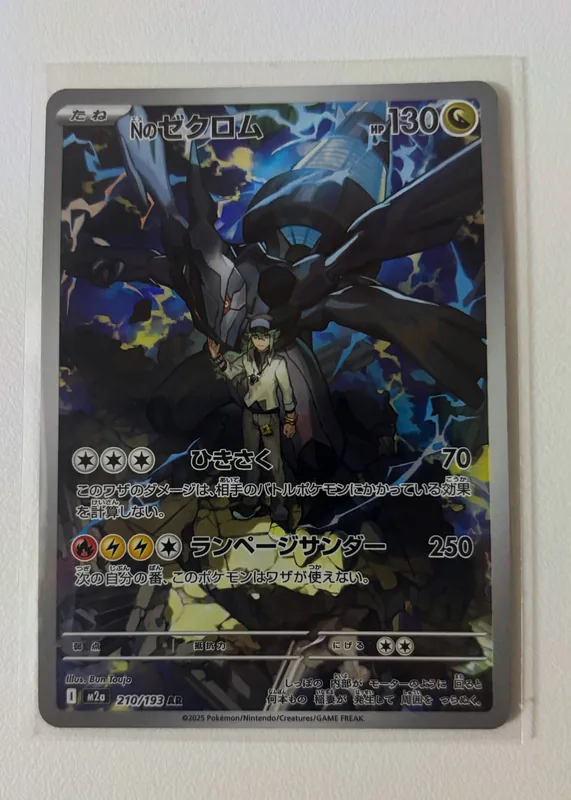 たね NのゼクロムHP130
ひきさく 70
このワザのダメージは、相手のバトルポケモンにかかっている効果
を計算しない。
ランページサンダー 250
次の自分の番、このポケモンはワザが使えない。
弱点 抵抗力 にげる
Illus. Bun Toujo
I m2a 210/193 AR
しっぽの 内部が モーターのように 回ると
何本もの 稲妻が 発生して 周囲を つらぬく。
©2025 Pokémon/Nintendo/Creatures/GAME FREAK.